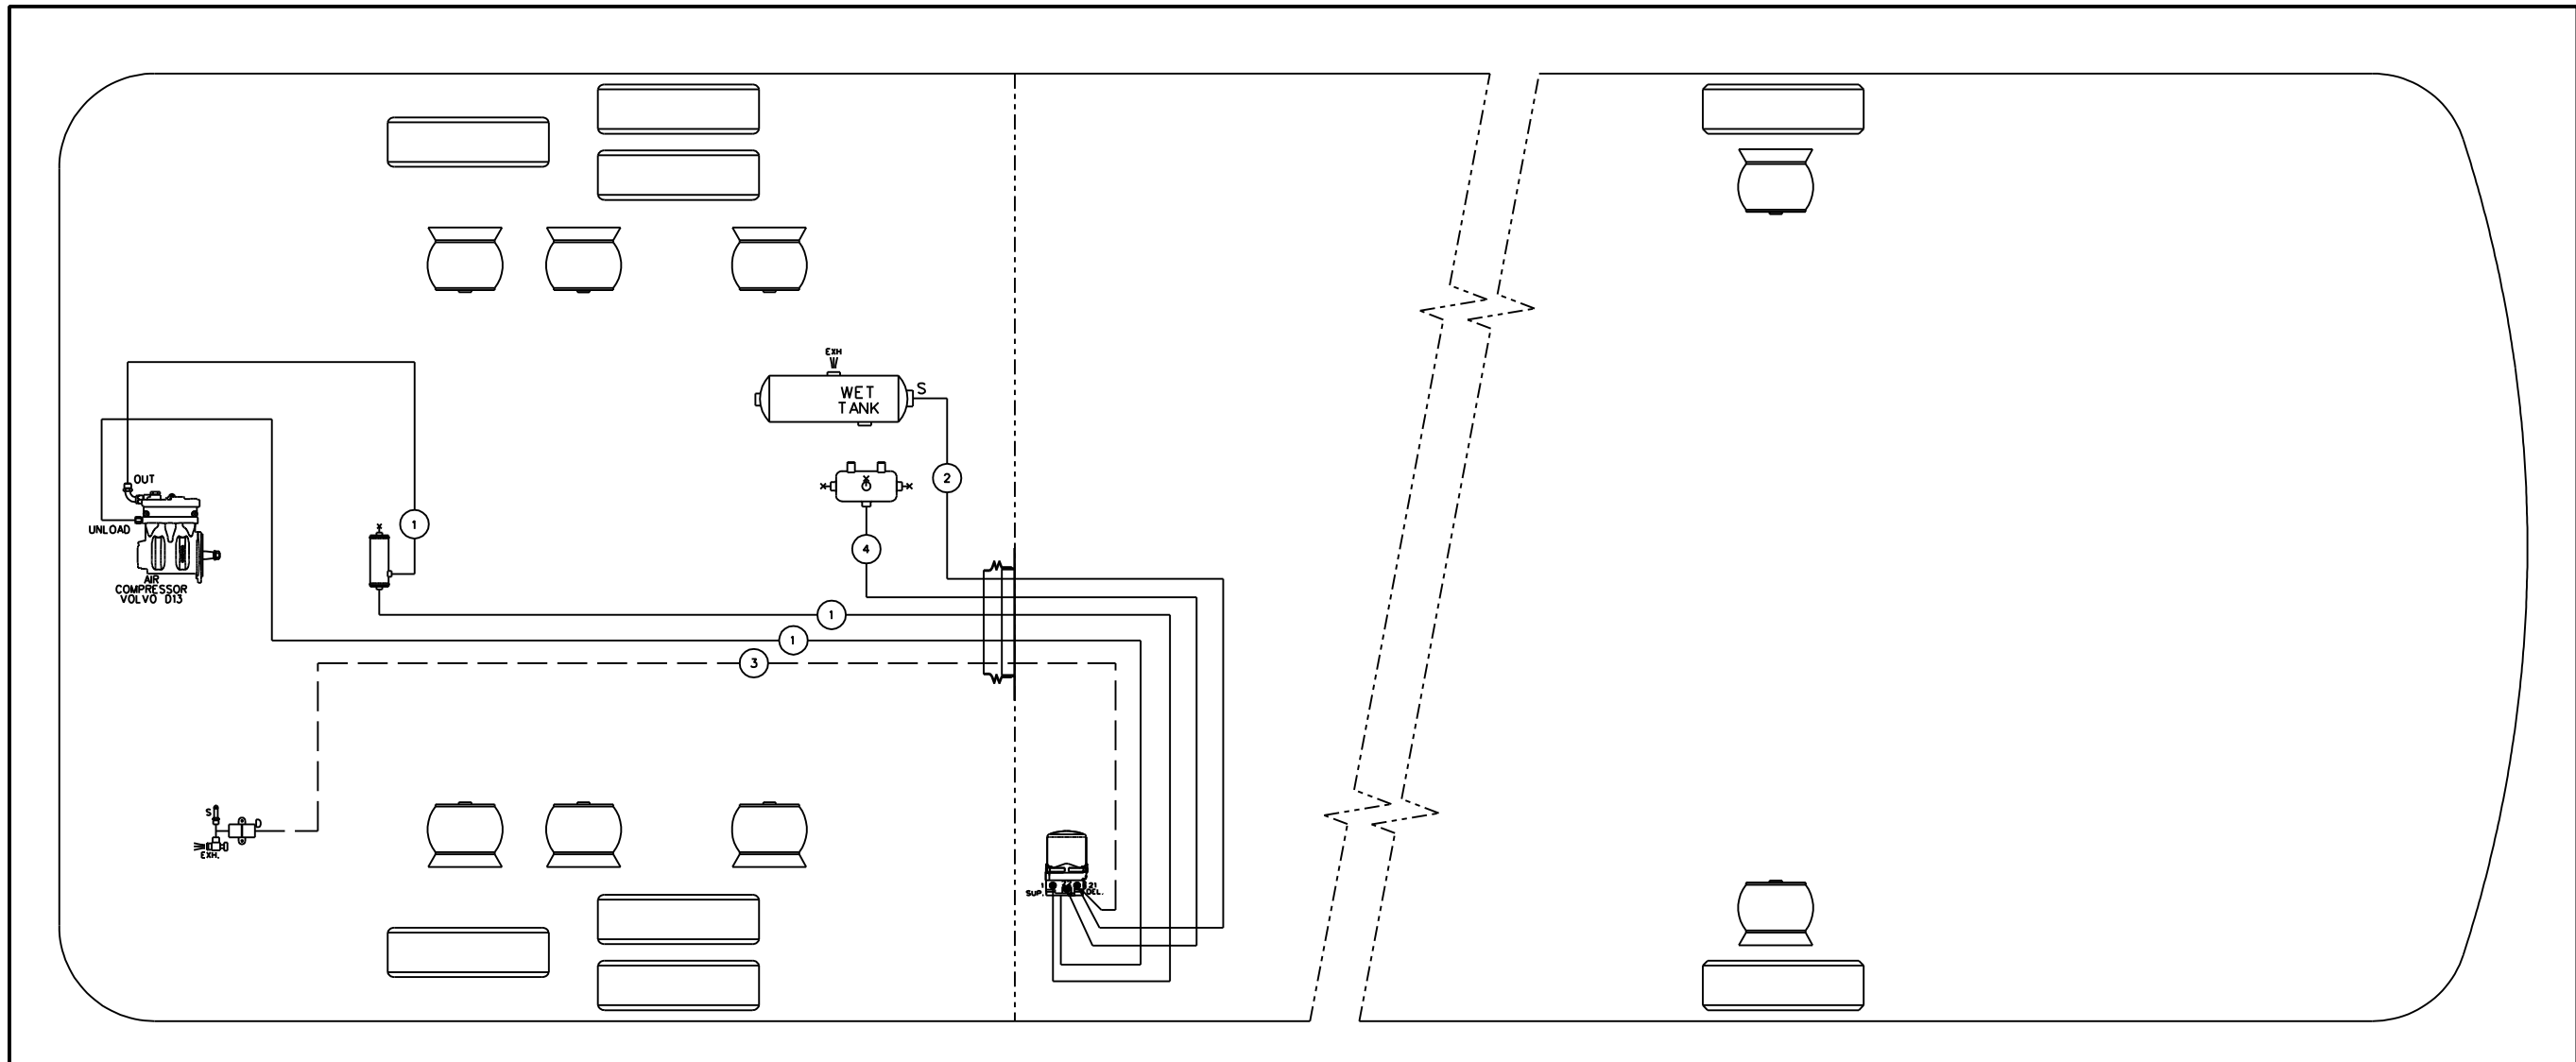 EXH
WET
TANK
S
OUT
2
1
UNLOAD
4
AIR
COMPRESSOR
VOLVO D13
1
1
3
S
D
EXH.
1
21
SUP.
DEL.